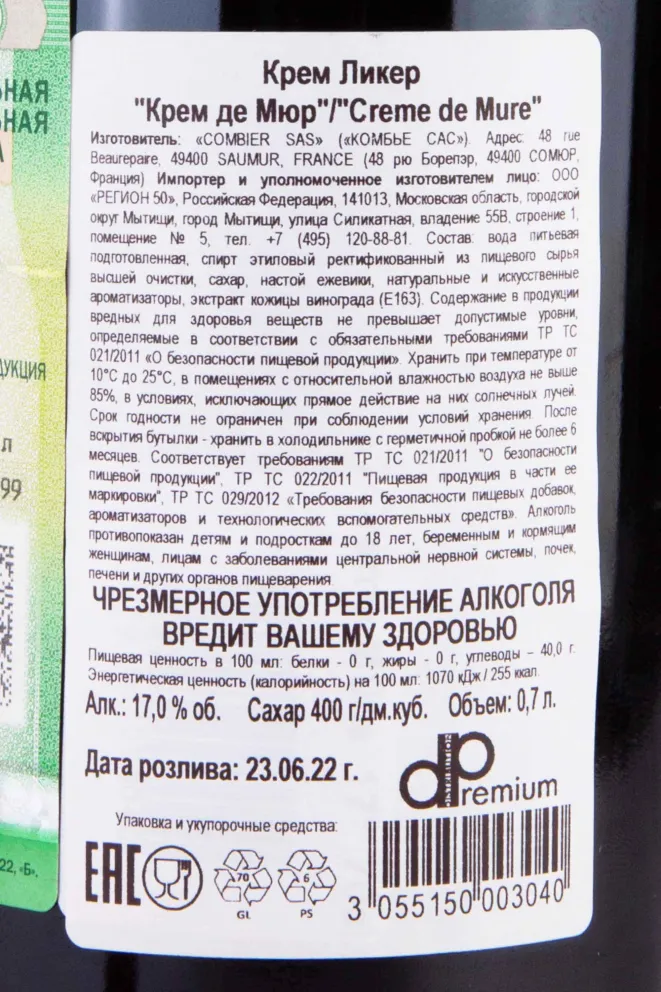 ЬНАЯ
ЬНАЯ
А
ДУКЦИЯ
Л
99
22, «Б».
Крем Ликер
"Крем де Мюр"/"Creme de Mure"
Изготовитель: «COMBIER SAS» («КОМБЬЕ САС»). Адрес: 48 rue
Beaurepaire, 49400 SAUMUR, FRANCE (48 рю Борепэр, 49400 СОМЮР,
Франция) Импортер и уполномоченное изготовителем лицо: ООО
«РЕГИОН 50», Российская Федерация, 141013, Московская область, городской
округ Мытищи, город Мытищи, улица Силикатная, владение 55В, строение 1,
помещение № 5, тел. +7 (495) 120-88-81. Состав: вода питьевая
подготовленная, спирт этиловый ректификованный из пищевого сырья
высшей очистки, сахар, настой ежевики, натуральные и искусственные
ароматизаторы, экстракт кожицы винограда (Е163). Содержание в продукции
вредных для здоровья веществ не превышает допустимые уровни,
определяемые в соответствии с обязательными требованиями ТР ТС
021/2011 «О безопасности пищевой продукции». Хранить при температуре от
10°С до 25°С, в помещениях с относительной влажностью воздуха не выше
85%, в условиях, исключающих прямое действие на них солнечных лучей.
Срок годности не ограничен при соблюдении условий хранения. После
вскрытия бутылки - хранить в холодильнике с герметичной пробкой не более 6
месяцев. Соответствует требованиям ТР ТС 021/2011 "О безопасности
пищевой продукции", ТР ТС 022/2011 "Пищевая продукция в части ее
маркировки", ТР ТС 029/2012 «Требования безопасности пищевых добавок,
ароматизаторов и технологических вспомогательных средств». Алкоголь
противопоказан детям и подросткам до 18 лет, беременным и кормящим
женщинам, лицам с заболеваниями центральной нервной системы, почек,
печени и других органов пищеварения.
ЧРЕЗМЕРНОЕ УПОТРЕБЛЕНИЕ АЛКОГОЛЯ
ВРЕДИТ ВАШЕМУ ЗДОРОВЬЮ
Пищевая ценность в 100 мл: белки - 0 г, жиры - 0 г, углеводы – 40,0 г.
Энергетическая ценность (калорийность) на 100 мл: 1070 кДж / 255 ккал.
Алк.: 17,0 % об. Сахар 400 г/дм.куб. Объем: 0,7 л.
Дата розлива: 23.06.22 г.
dPremium
Упаковка и укупорочные средства:
ЕАС
70
GL
6
PS
3 055150 003040